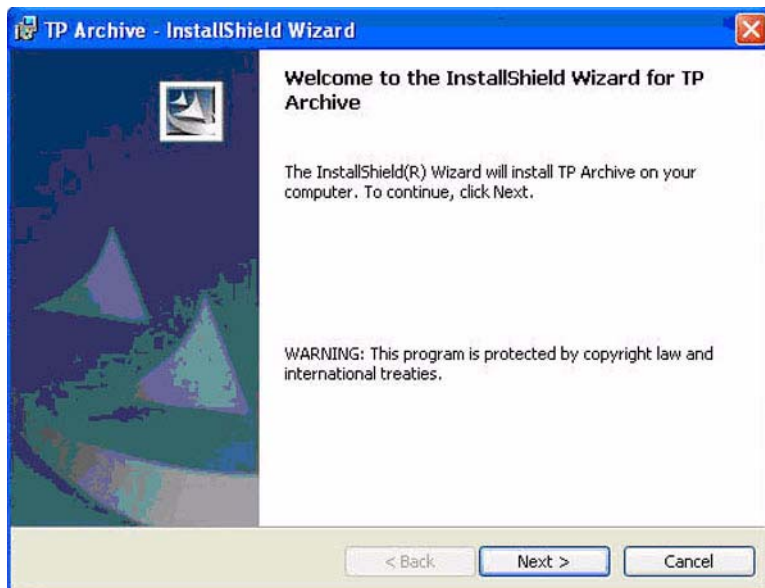 TP Archive - InstallShield Wizard
Welcome to the InstallShield Wizard for TP
Archive
The InstallShield(R) Wizard will install TP Archive on your
computer. To continue, click Next.
WARNING: This program is protected by copyright law and
international treaties.
< Back
Next >
Cancel